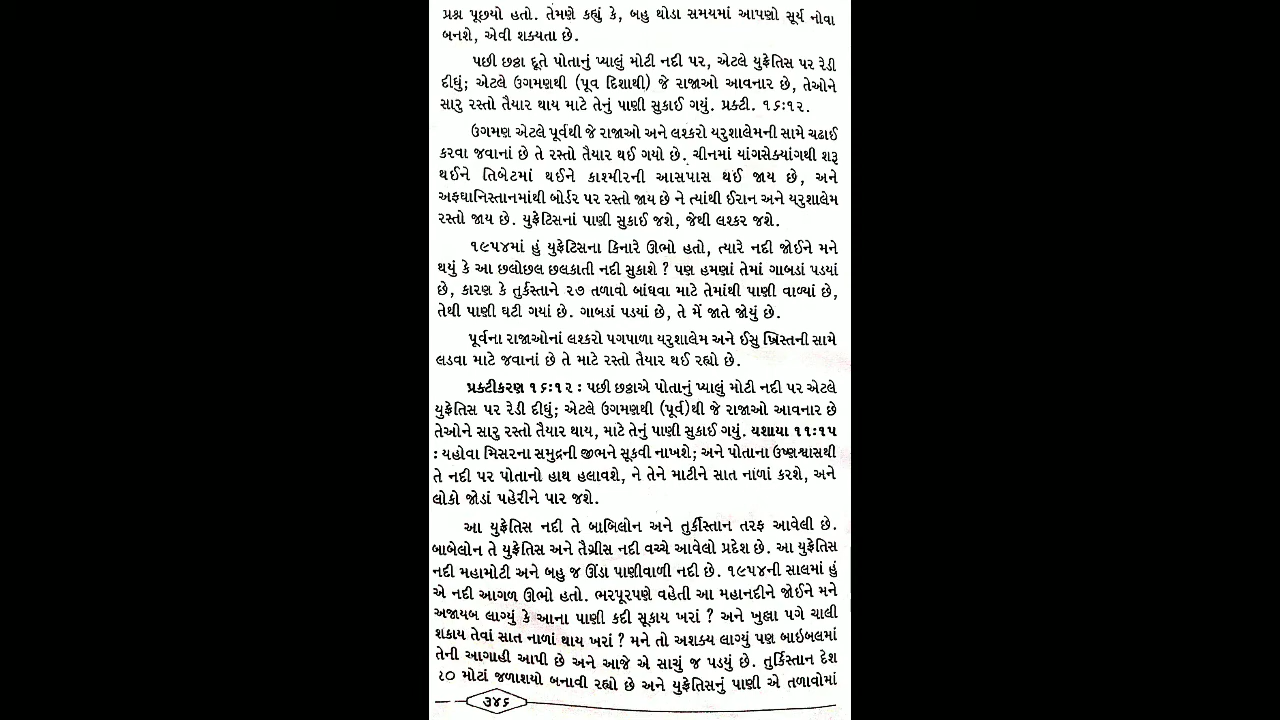 પ્રશ્ન પૂછયો હતો. તેમણે કહ્યું કે, બહુ થોડા સમયમાં આપણો સૂર્ય નોવા
બનશે, એવી શક્યતા છે.
પછી છઠ્ઠા દૂતે પોતાનું પ્યાલું મોટી નદી પર, એટલે યુફ્રેતિસ પર રેડી
દીધું; એટલે ઉગમણથી (પૂવ દિશાથી) જે રાજાઓ આવનાર છે, તેઓને
સારુ રસ્તો તૈયાર થાય માટે તેનું પાણી સુકાઈ ગયું. પ્રક્ટી. ૧૬:૧૨.
ઉગમણ એટલે પૂર્વથી જે રાજાઓ અને લશ્કરો યરુશાલેમની સામે ચઢાઈ
કરવા જવાનાં છે તે રસ્તો તૈયાર થઈ ગયો છે. ચીનમાં યાંગસેક્યાંગથી શરૂ
થઈને તિબેટમાં થઈને કાશ્મીરની આસપાસ થઈ જાય છે, અને
અફઘાનિસ્તાનમાંથી બોર્ડર પર રસ્તો જાય છે ને ત્યાંથી ઈરાન અને યરુશાલેમ
રસ્તો જાય છે. યુફ્રેટિસનાં પાણી સુકાઈ જશે, જેથી લશ્કર જશે.
૧૯૫૪માં હું યુફ્રેટિસના કિનારે ઊભો હતો, ત્યારે નદી જોઈને મને
થયું કે આ છલોછલ છલકાતી નદી સુકાશે ? પણ હમણાં તેમાં ગાબડાં પડયાં
છે, કારણ કે તુર્કસ્તાને ૨૭ તળાવો બાંધવા માટે તેમાંથી પાણી વાળ્યાં છે,
તેથી પાણી ઘટી ગયાં છે. ગાબડાં પડયાં છે, તે મેં જાતે જોયું છે.
પૂર્વના રાજાઓનાં લશ્કરો પગપાળા યરુશાલેમ અને ઈસુ ખ્રિસ્તની સામે
લડવા માટે જવાનાં છે તે માટે રસ્તો તૈયાર થઈ રહ્યો છે.
પ્રક્ટીકરણ ૧૬:૧૨ : પછી છઠ્ઠાએ પોતાનું પ્યાલું મોટી નદી પર એટલે
યુફ્રેતિસ પર રેડી દીધું; એટલે ઉગમણથી (પૂર્વ)થી જે રાજાઓ આવનાર છે
તેઓને સારુ રસ્તો તૈયાર થાય, માટે તેનું પાણી સુકાઈ ગયું. યશાયા ૧૧:૧૫
: યહોવા મિસરના સમુદ્રની જીભને સૂકવી નાખશે; અને પોતાના ઉષ્ણશ્વાસથી
તે નદી પર પોતાનો હાથ હલાવશે, ને તેને માટીને સાત નાળાં કરશે, અને
લોકો જોડાં પહેરીને પાર જશે.
આ યુફ્રેતિસ નદી તે બાબિલોન અને તુર્કીસ્તાન તરફ આવેલી છે.
બાબેલોન તે યુફ્રેતિસ અને તૈગ્રીસ નદી વચ્ચે આવેલો પ્રદેશ છે. આ યુફ્રેતિસ
નદી મહામોટી અને બહુ જ ઊંડા પાણીવાળી નદી છે. ૧૯૫૪ની સાલમાં હું
એ નદી આગળ ઊભો હતો. ભરપૂરપણે વહેતી આ મહાનદીને જોઈને મને
અજાયબ લાગ્યું કે આના પાણી કદી સૂકાય ખરાં ? અને ખુલ્લા પગે ચાલી
શકાય તેવાં સાત નાળાં થાય ખરાં ? મને તો અશક્ય લાગ્યું પણ બાઇબલમાં
તેની આગાહી આપી છે અને આજે એ સાચું જ પડયું છે. તુર્કિસ્તાન દેશ
૮૦ મોટાં જળાશયો બનાવી રહ્યો છે અને યુફ્રેતિસનું પાણી એ તળાવોમાં
૩૪૬